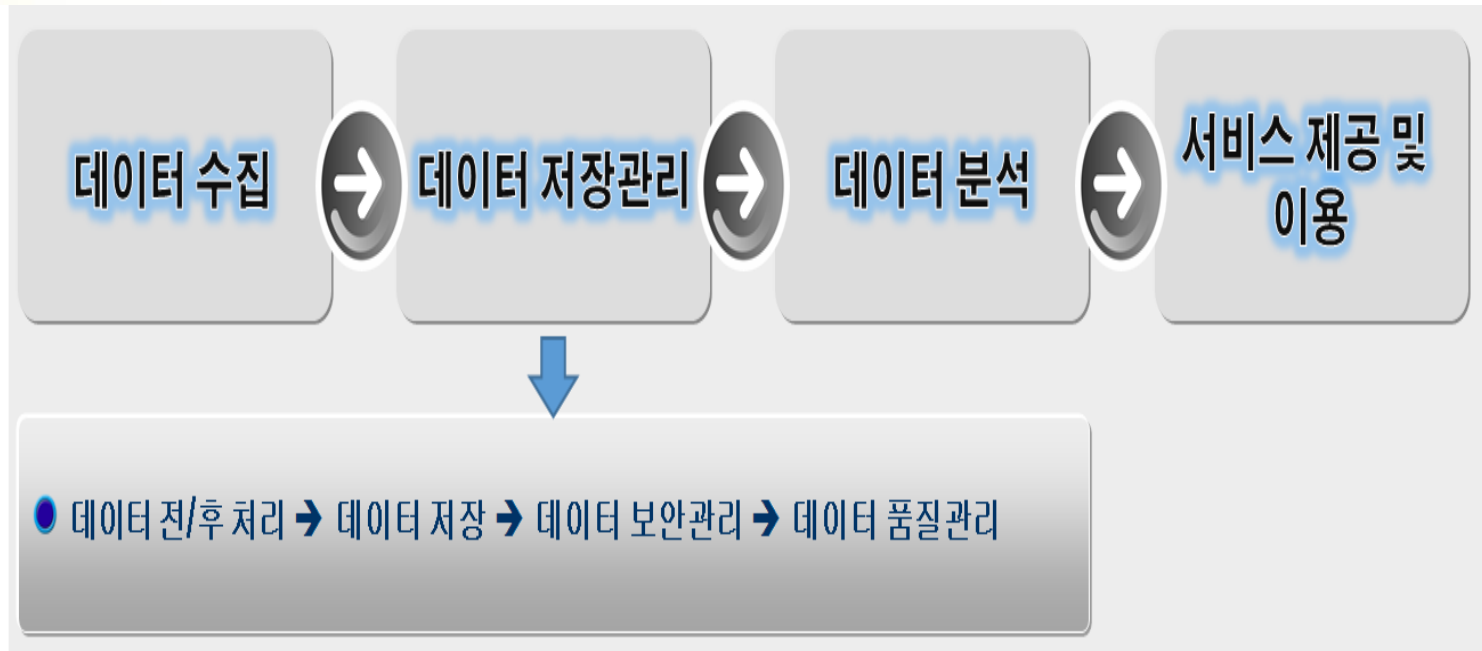 데이터 수집
데이터 저장관리
데이터 분석
서비스 제공 및
이용
데이터 전/후 처리 → 데이터 저장 → 데이터 보안관리 → 데이터 품질관리